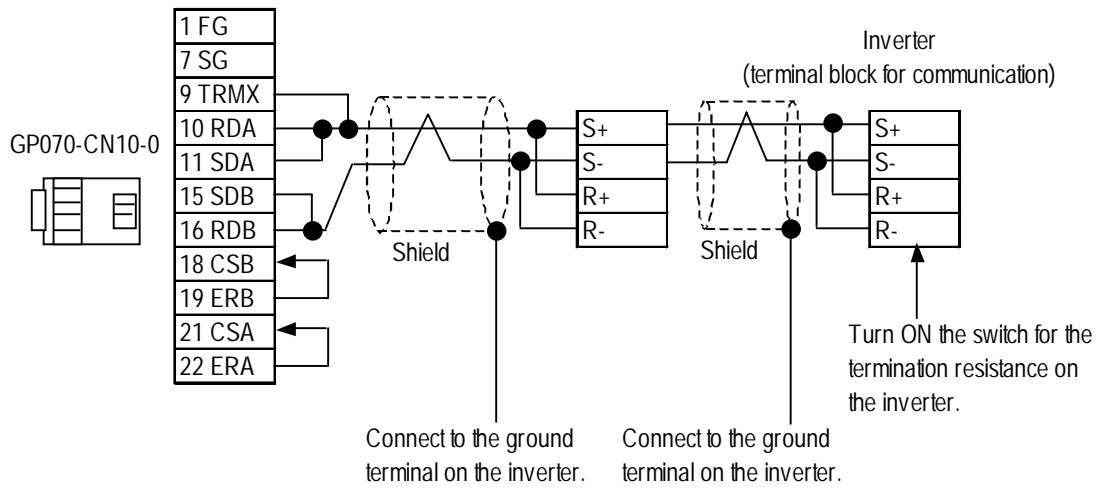 GP070-CN10-0
1 FG
7 SG
9 TRMX
10 RDA
11 SDA
15 SDB
16 RDB
18 CSB
19 ERB
21 CSA
22 ERA
Shield
S+
S-
R+
R-
Shield
Inverter
(terminal block for communication)
S+
S-
R+
R-
Turn ON the switch for the
termination resistance on
the inverter.
Connect to the ground
terminal on the inverter.
Connect to the ground
terminal on the inverter.